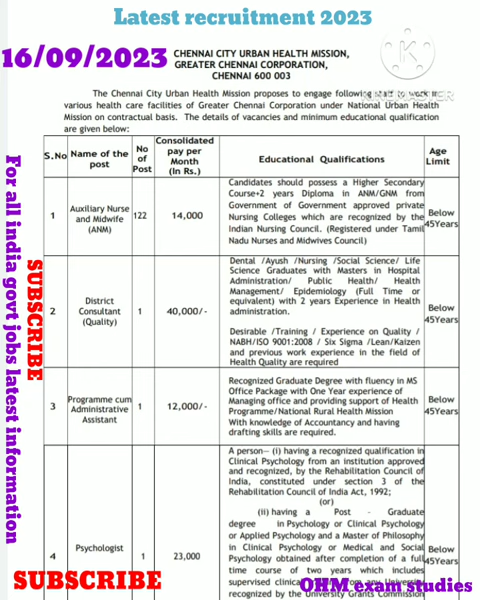 Latest recruitment 2023
16/09/2023
CHENNAI CITY URBAN HEALTH MISSION,
GREATER CHENNAI CORPORATION,
CHENNAI 600 003
K
The Chennai City Urban Health Mission proposes to engage following staff to work in
various health care facilities of Greater Chennai Corporation under National Urban Health
Mission on contractual basis. The details of vacancies and minimum educational qualification
are given below:
S.No Name of the post No of Post Consolidated pay per Month (In Rs.) Educational Qualifications Age Limit
1 Auxiliary Nurse and Midwife (ANM) 122 14,000
Candidates should possess a Higher Secondary
Course+2 years Diploma in ANM/GNM from
Government of Government approved private
Nursing Colleges which are recognized by the
Indian Nursing Council. (Registered under Tamil
Nadu Nurses and Midwives Council)
Below
45Years
2 District Consultant (Quality) 1 40,000/-
Dental /Ayush /Nursing /Social Science/ Life
Science Graduates with Masters in Hospital
Administration/ Public Health/ Health
Management/ Epidemiology (Full Time or
equivalent) with 2 years Experience in Health
administration.
Desirable /Training / Experience on Quality /
NABH/ISO 9001:2008 / Six Sigma /Lean/Kaizen
and previous work experience in the field of
Health Quality are required
Below
45Years
3 Programme cum Administrative Assistant 1 12,000/-
Recognized Graduate Degree with fluency in MS
Office Package with One Year experience of
Managing office and providing support of Health
Programme/National Rural Health Mission
With knowledge of Accountancy and having
drafting skills are required.
Below
45Years
4 Psychologist 1 23,000
A person— (i) having a recognized qualification in
Clinical Psychology from an institution approved
and recognized, by the Rehabilitation Council of
India, constituted under section 3 of the
Rehabilitation Council of India Act, 1992;
(or)
(ii) having a Post - Graduate
degree in Psychology or Clinical Psychology
or Applied Psychology and a Master of Philosophy
in Clinical Psychology or Medical and Social
Psychology obtained after completion of a full
time course of two years which includes
supervised clinical from any University
recognized by the University Grants Commission
Below
45Years
For all india govt jobs latest information
SUBSCRIBE
SUBSCRIBE
OHM exam studies